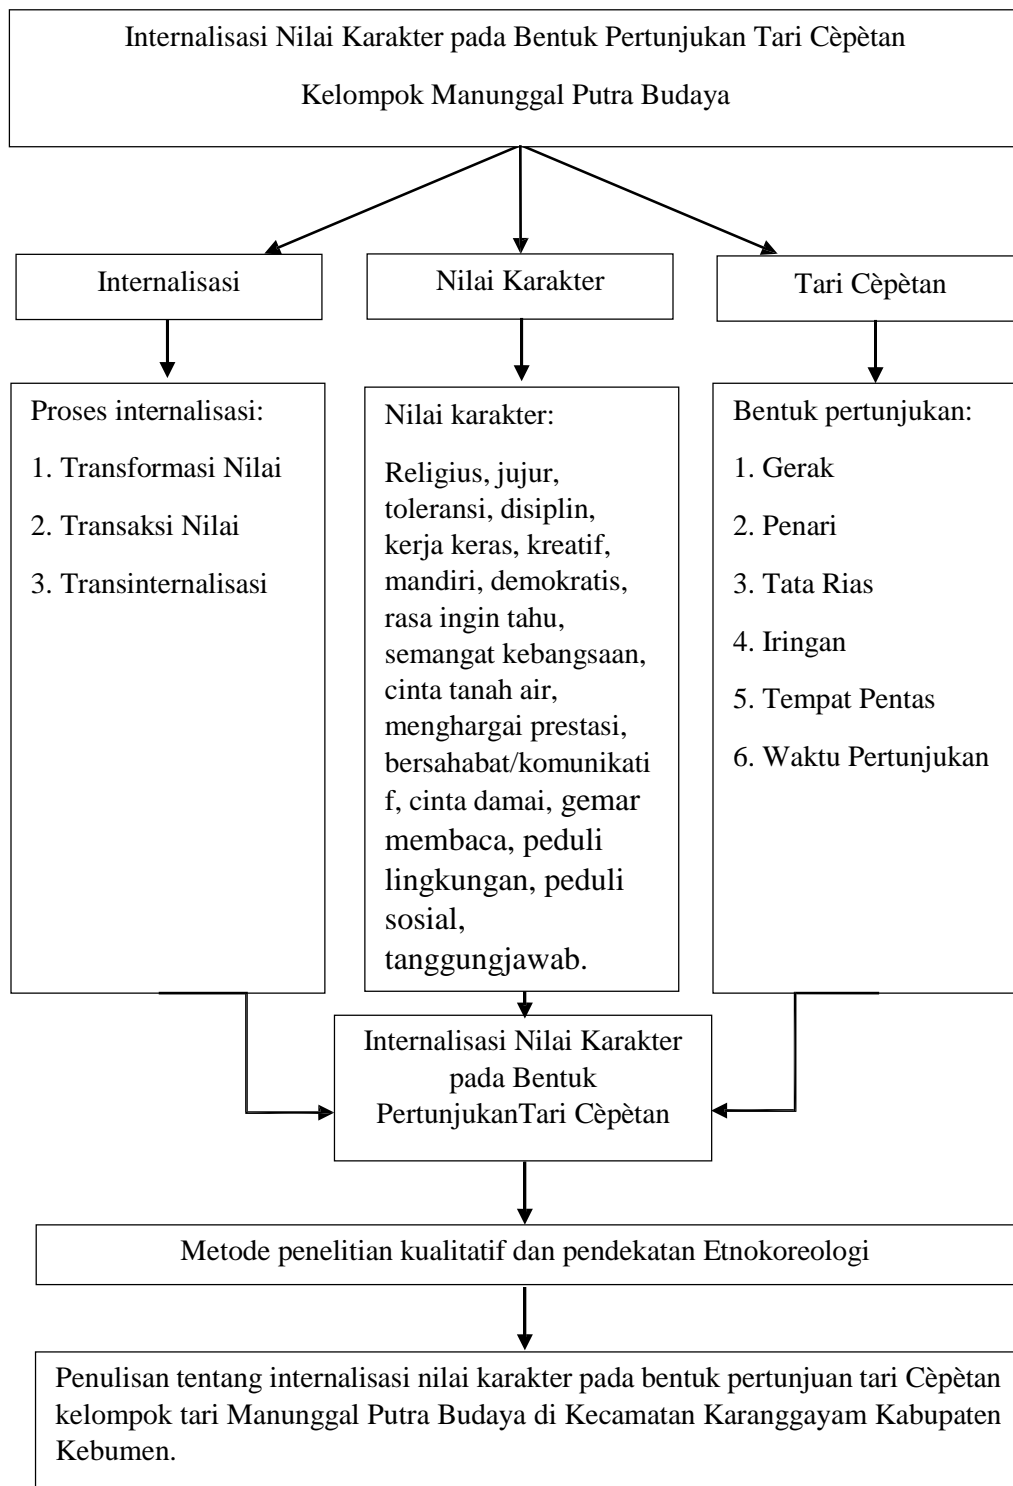 Internalisasi Nilai Karakter pada Bentuk Pertunjukan Tari Cèpètan
Kelompok Manunggal Putra Budaya
Internalisasi
Nilai Karakter
Tari Cèpètan
Proses internalisasi:
1. Transformasi Nilai
2. Transaksi Nilai
3. Transinternalisasi
Nilai karakter:
Religius, jujur,
toleransi, disiplin,
kerja keras, kreatif,
mandiri, demokratis,
rasa ingin tahu,
semangat kebangsaan,
cinta tanah air,
menghargai prestasi,
bersahabat/komunikati
f, cinta damai, gemar
membaca, peduli
lingkungan, peduli
sosial,
tanggungjawab.
Bentuk pertunjukan:
1. Gerak
2. Penari
3. Tata Rias
4. Iringan
5. Tempat Pentas
6. Waktu Pertunjukan
Internalisasi Nilai Karakter
pada Bentuk
PertunjukanTari Cèpètan
Metode penelitian kualitatif dan pendekatan Etnokoreologi
Penulisan tentang internalisasi nilai karakter pada bentuk pertunjuan tari Cèpètan
kelompok tari Manunggal Putra Budaya di Kecamatan Karanggayam Kabupaten
Kebumen.